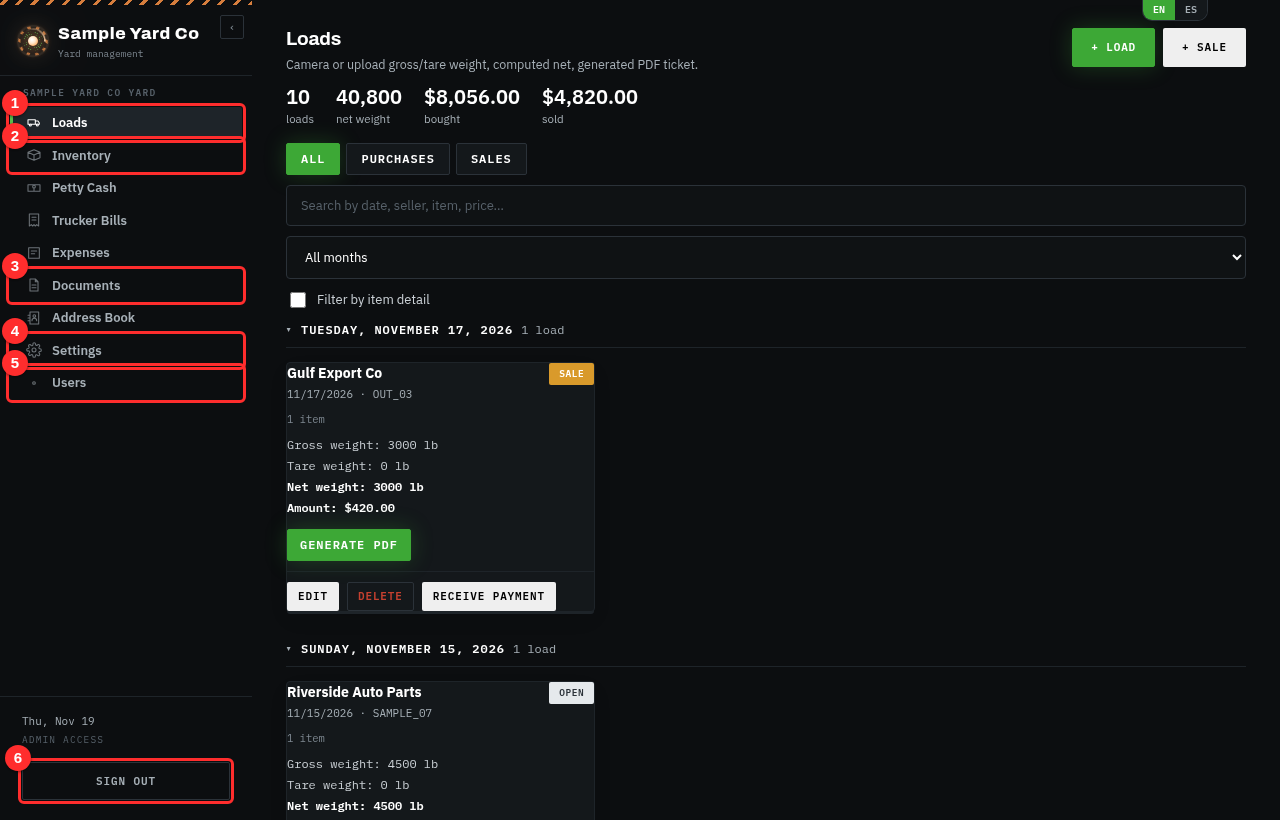 Sample Yard Co
Yard management
‹
SAMPLE YARD CO YARD
1
Loads
2
Inventory
Petty Cash
Trucker Bills
Expenses
3
Documents
Address Book
4
Settings
5
Users
Thu, Nov 19
ADMIN ACCESS
6
SIGN OUT
EN ES
Loads
Camera or upload gross/tare weight, computed net, generated PDF ticket.
+ LOAD
+ SALE
10 40,800 $8,056.00 $4,820.00
loads net weight bought sold
ALL PURCHASES SALES
Search by date, seller, item, price...
All months
Filter by item detail
TUESDAY, NOVEMBER 17, 2026 1 load
Gulf Export Co SALE
11/17/2026 · OUT_03
1 item
Gross weight: 3000 lb
Tare weight: 0 lb
Net weight: 3000 lb
Amount: $420.00
GENERATE PDF
EDIT DELETE RECEIVE PAYMENT
SUNDAY, NOVEMBER 15, 2026 1 load
Riverside Auto Parts OPEN
11/15/2026 · SAMPLE_07
1 item
Gross weight: 4500 lb
Tare weight: 0 lb
Net weight: 4500 lb